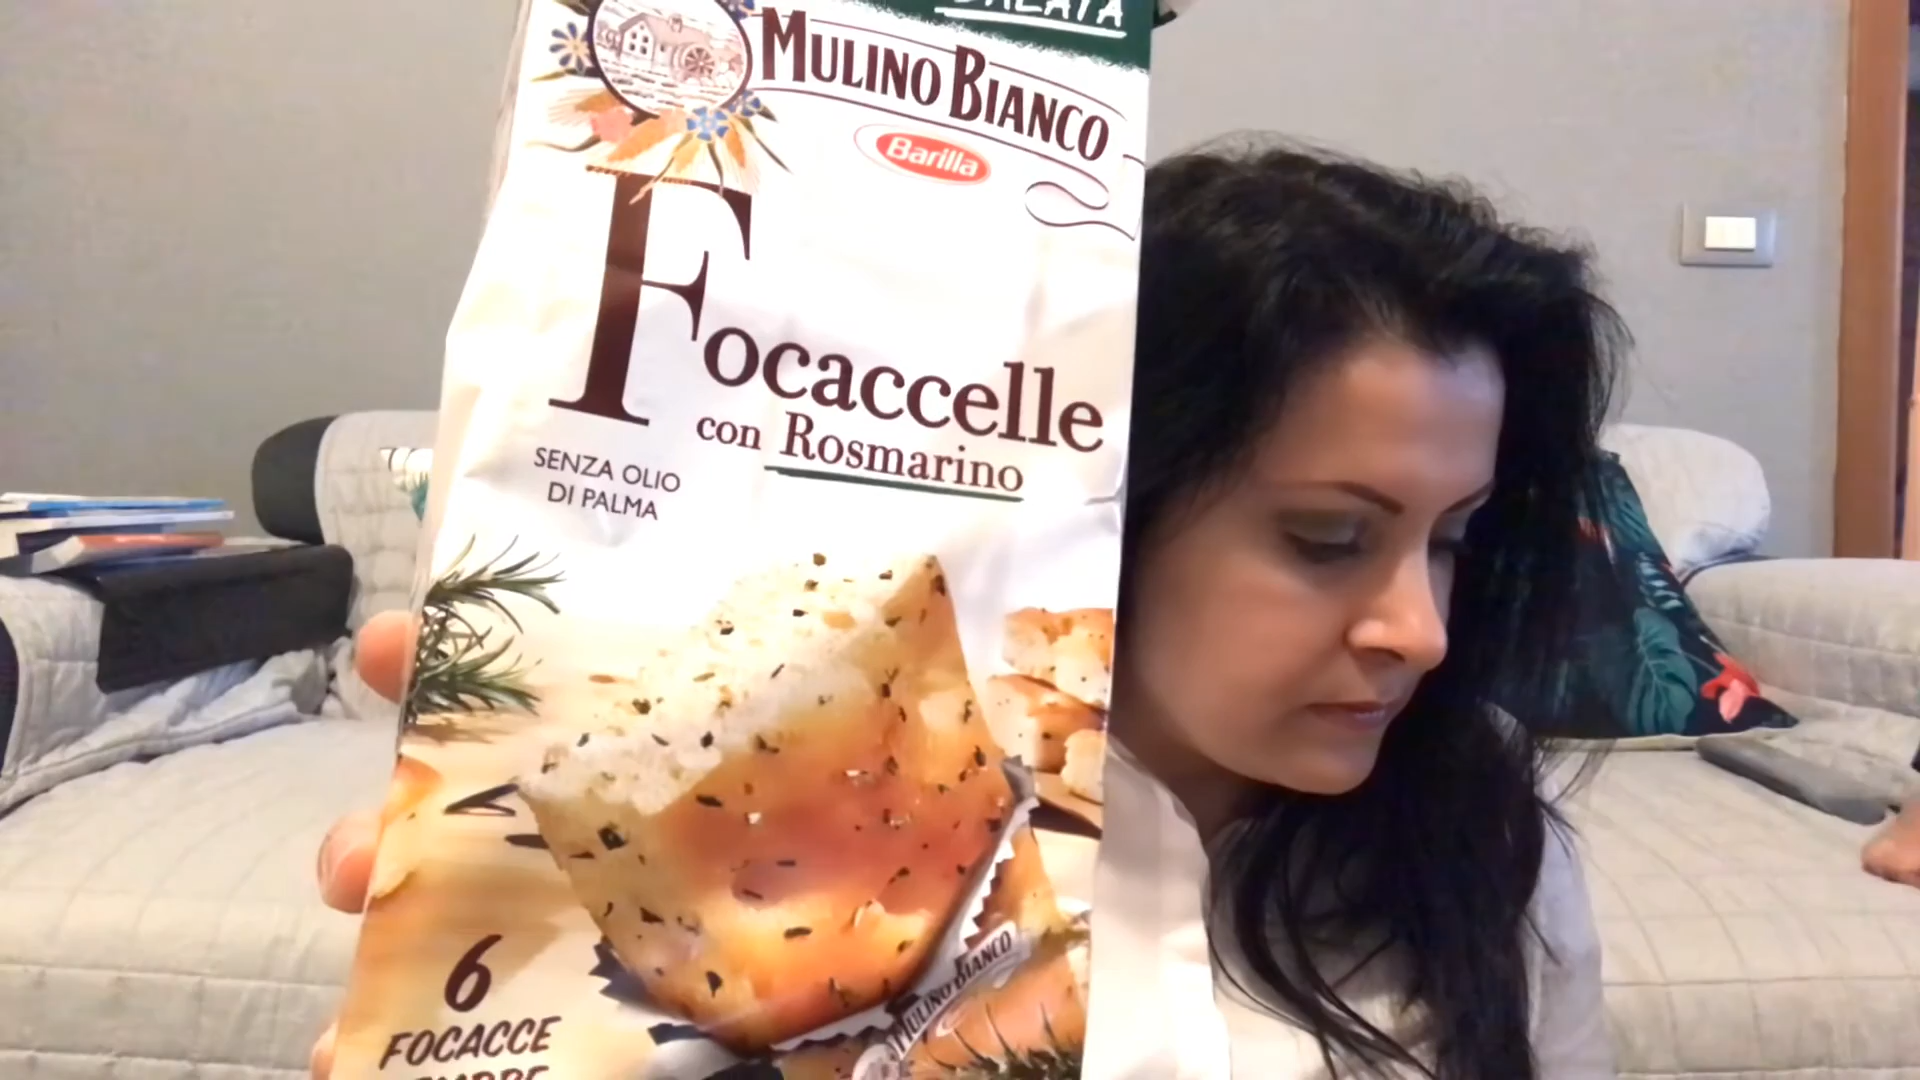 MULINO BIANCO
Barilla
Focaccelle
con Rosmarino
SENZA OLIO
DI PALMA
MULINO BIANCO
6
FOCACCE